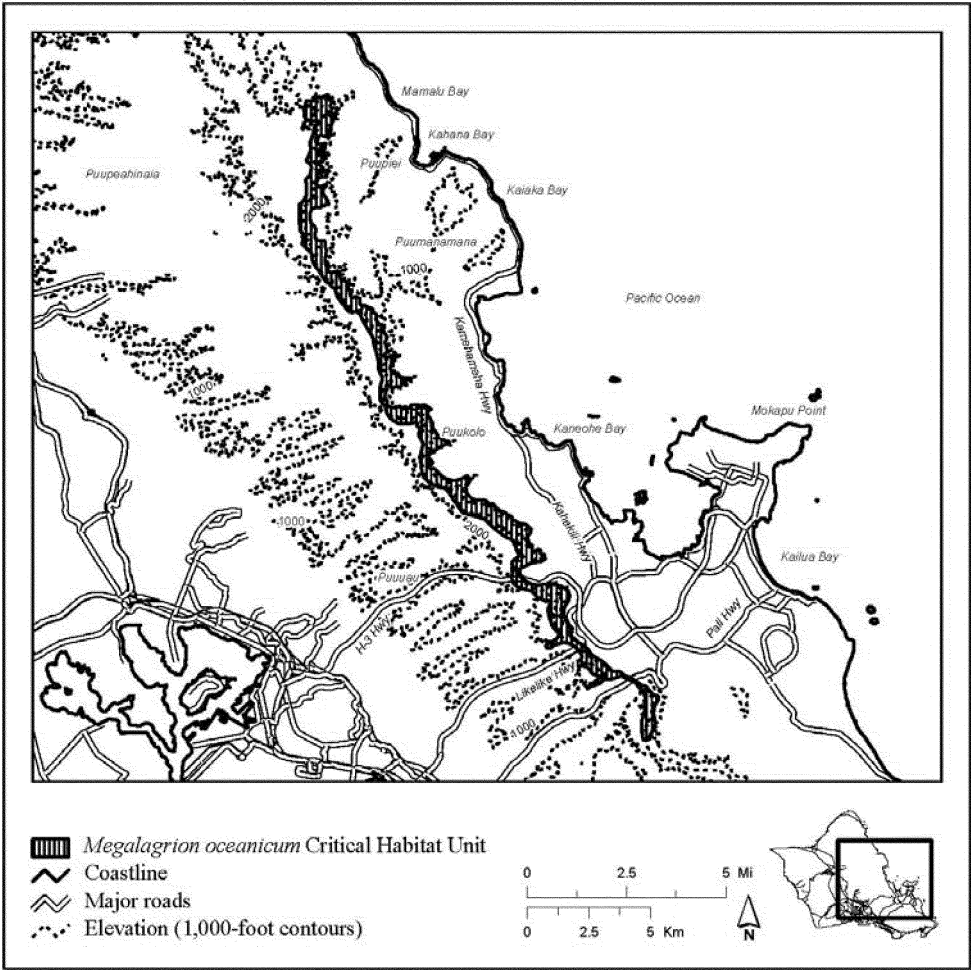 Mamalu Bay
Kahana Bay
Puupiei
Puupeahinaia
Kaiaka Bay
2000
Puumanamana
1000
Pacific Ocean
Kamehameha Hwy
1000
Mokapu Point
Kaneohe Bay
Puukolo
1000
2000
Kahekili Hwy
Kailua Bay
Puuuau
H-3 Hwy
Pali Hwy
Likelike Hwy
1000
Megalagrion oceanicum Critical Habitat Unit
Coastline
Major roads
Elevation (1,000-foot contours)
0 2.5 5 Mi
0 2.5 5 Km
N